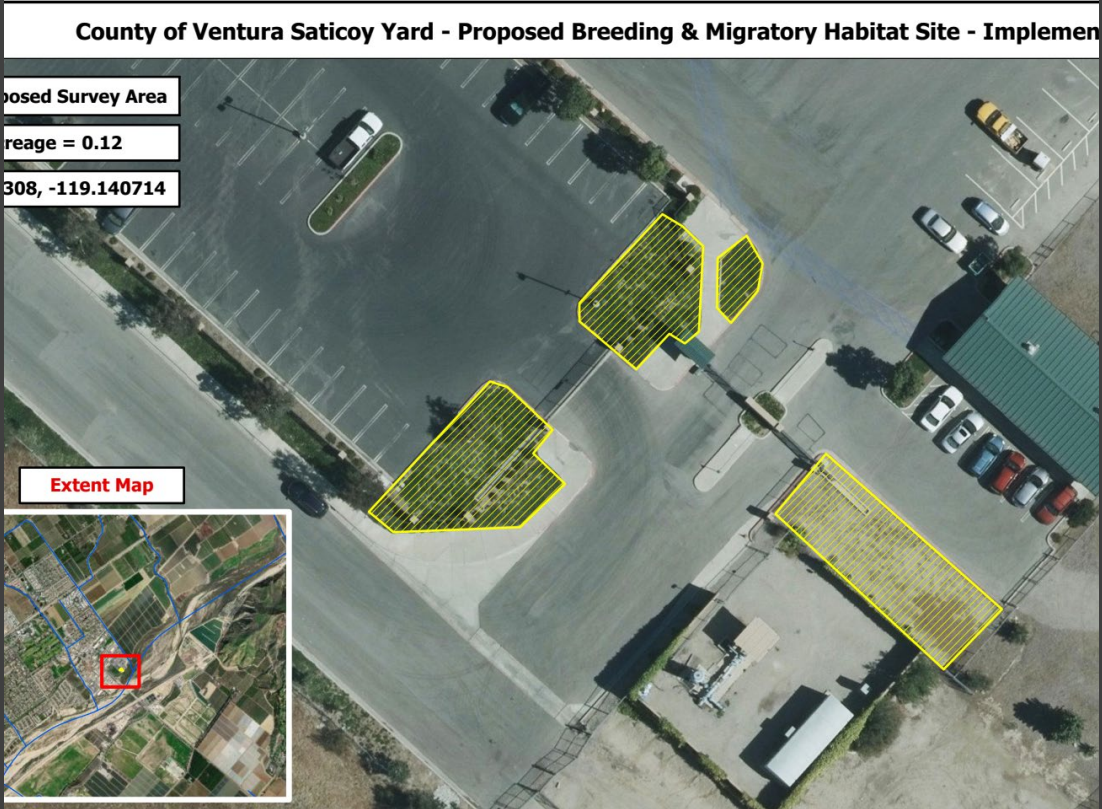 County of Ventura Saticoy Yard - Proposed Breeding & Migratory Habitat Site - Implemen
posed Survey Area
reage = 0.12
308, -119.140714
Extent Map